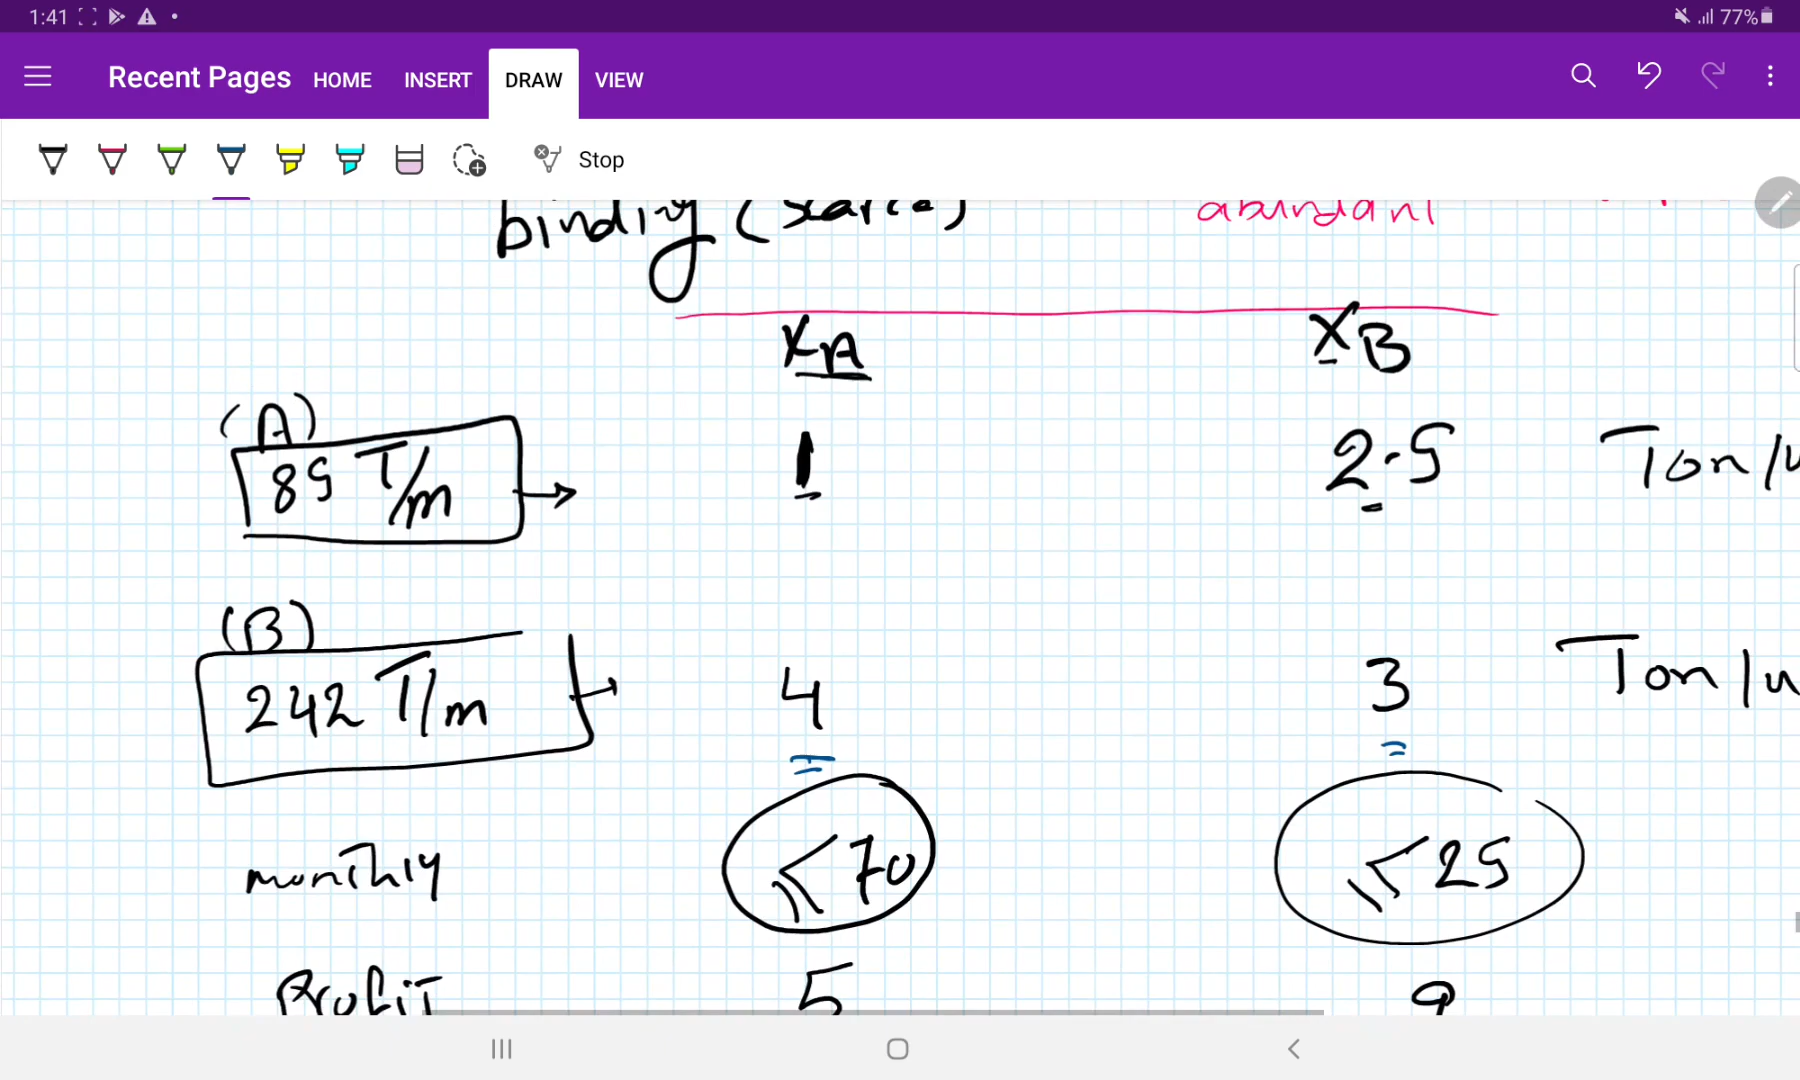 1:41 77%
Recent Pages HOME INSERT DRAW VIEW
Stop
binding (scarce) abundant
XA XB
(A)
85 T/m → 1 2.5 Ton/u
(B)
242 T/m → 4 3 Ton/u
monthly ⩽ 70 ⩽ 25
Profit 5 9